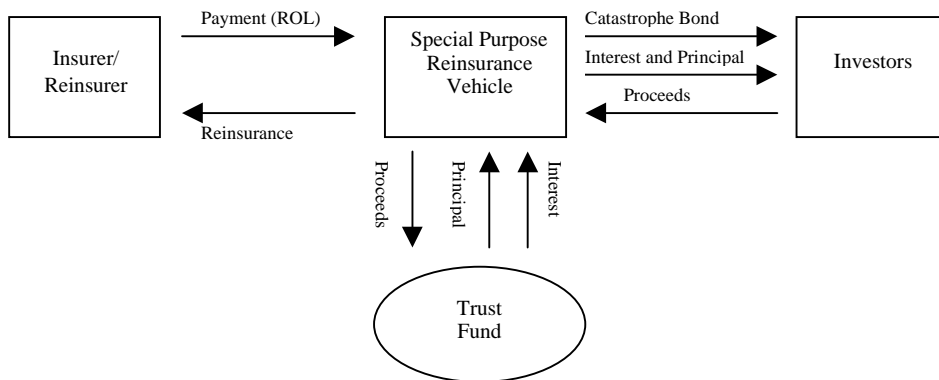 Payment (ROL)
Insurer/
Reinsurer
Reinsurance
Special Purpose
Reinsurance
Vehicle
Catastrophe Bond
Interest and Principal
Proceeds
Investors
Proceeds
Principal
Interest
Trust
Fund